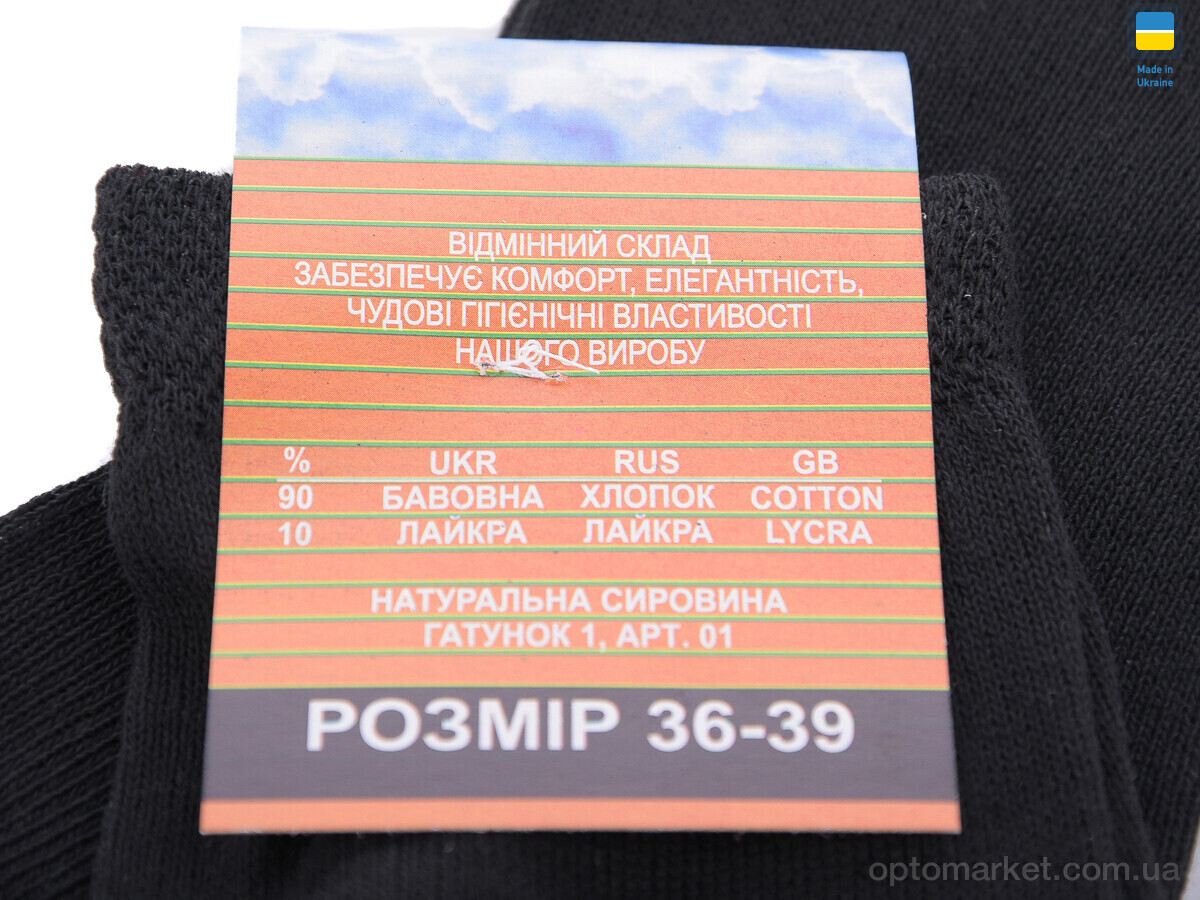 Made in
Ukraine
ВІДМІННИЙ СКЛАД
ЗАБЕЗПЕЧУЄ КОМФОРТ, ЕЛЕГАНТНІСТЬ,
ЧУДОВІ ГІГІЄНІЧНІ ВЛАСТИВОСТІ
НАШОГО ВИРОБУ
% UKR RUS GB
90 БАВОВНА ХЛОПОК COTTON
10 ЛАЙКРА ЛАЙКРА LYCRA
НАТУРАЛЬНА СИРОВИНА
ГАТУНОК 1, АРТ. 01
РОЗМІР 36-39
optomarket.com.ua